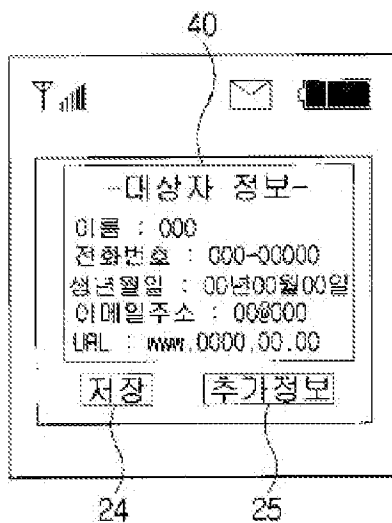 40
-대상자 정보-
이름 : 000
전화번호 : 000-00000
생년월일 : 00년00월00일
이메일주소 : 00@000
URL : www.0000.00.00
저장 추가정보
24 25